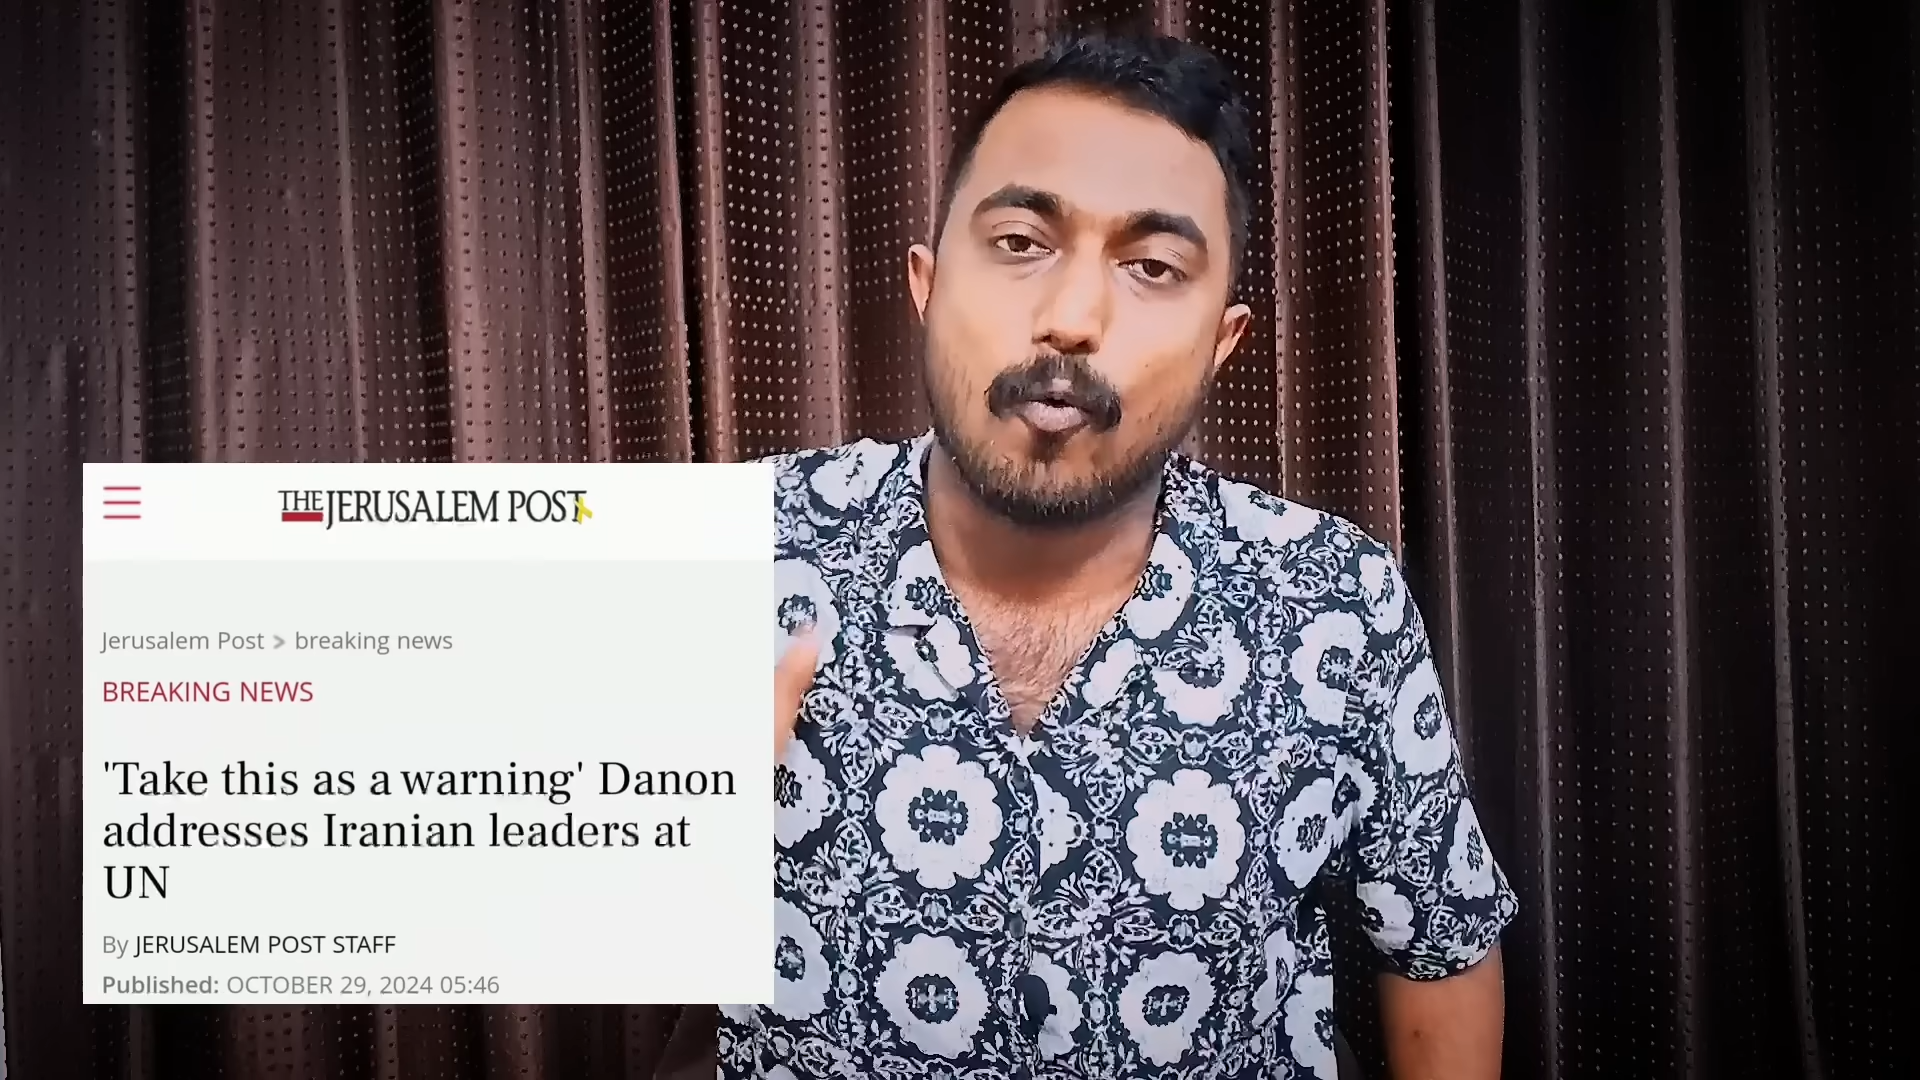 THE JERUSALEM POST
Jerusalem Post > breaking news
BREAKING NEWS
'Take this as a warning' Danon
addresses Iranian leaders at
UN
By JERUSALEM POST STAFF
Published: OCTOBER 29, 2024 05:46